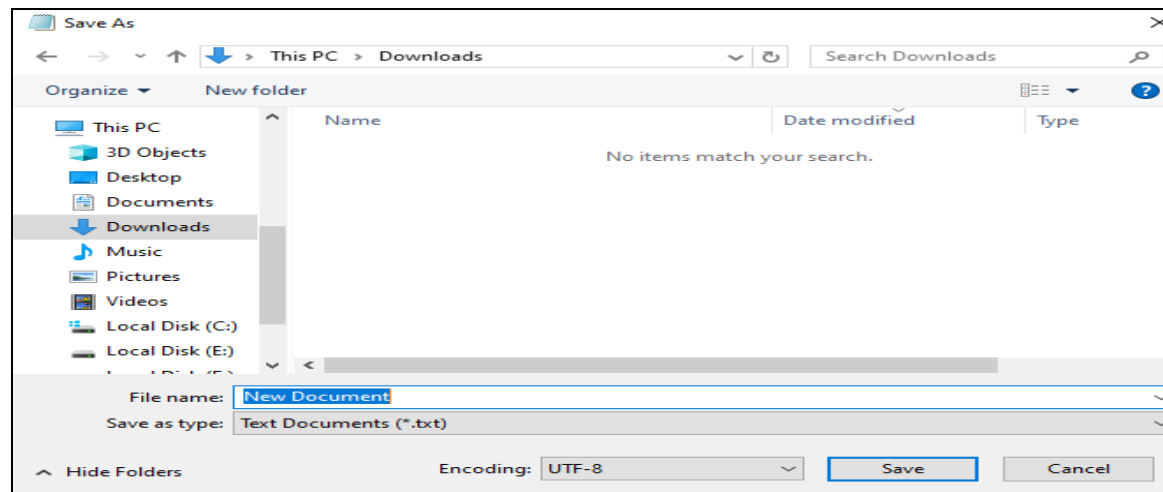 Save As
This PC > Downloads
Search Downloads
Organize
New folder
Name
Date modified
Type
No items match your search.
This PC
3D Objects
Desktop
Documents
Downloads
Music
Pictures
Videos
Local Disk (C:)
Local Disk (E:)
File name: New Document
Save as type: Text Documents (*.txt)
Hide Folders
Encoding: UTF-8
Save
Cancel